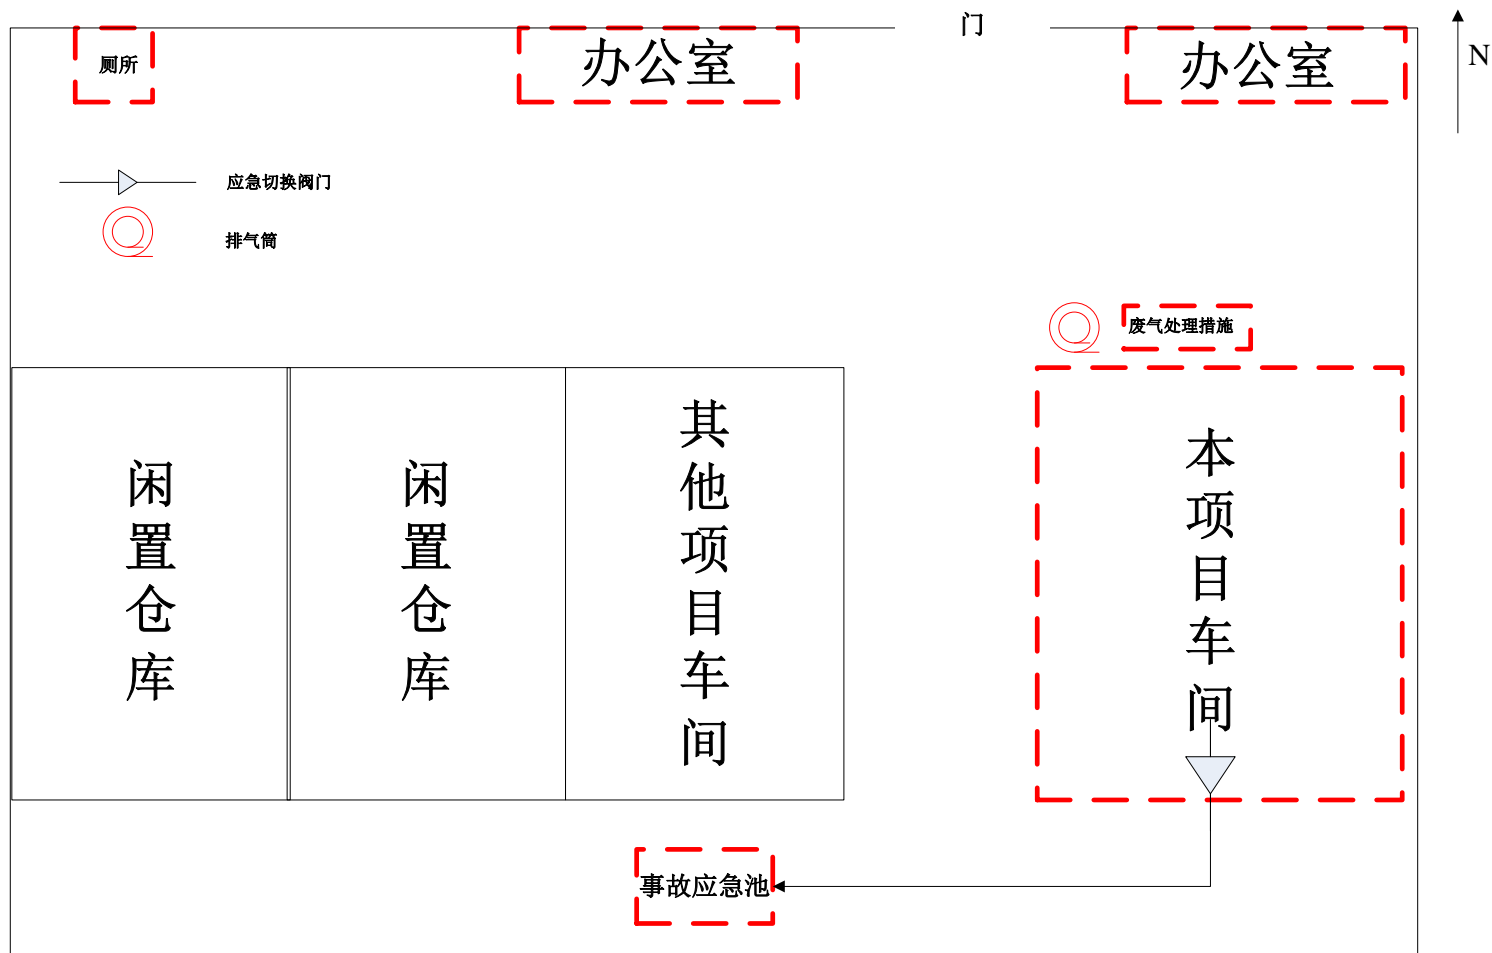 门
N
厕所
办公室
办公室
应急切换阀门
排气筒
废气处理措施
闲置仓库
闲置仓库
其他项目车间
本项目车间
事故应急池